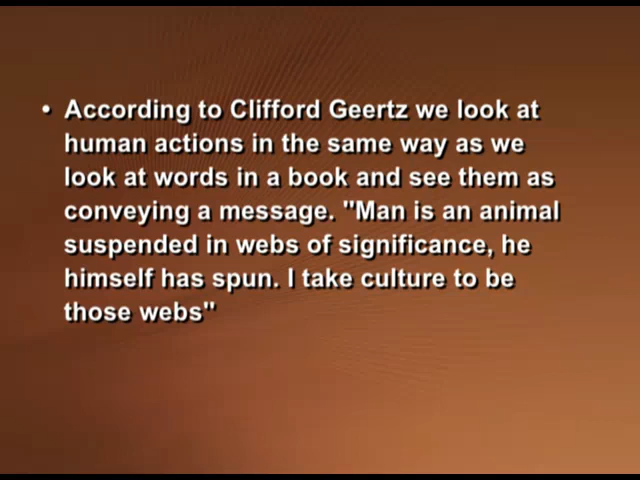 • According to Clifford Geertz we look at
human actions in the same way as we
look at words in a book and see them as
conveying a message. "Man is an animal
suspended in webs of significance, he
himself has spun. I take culture to be
those webs"